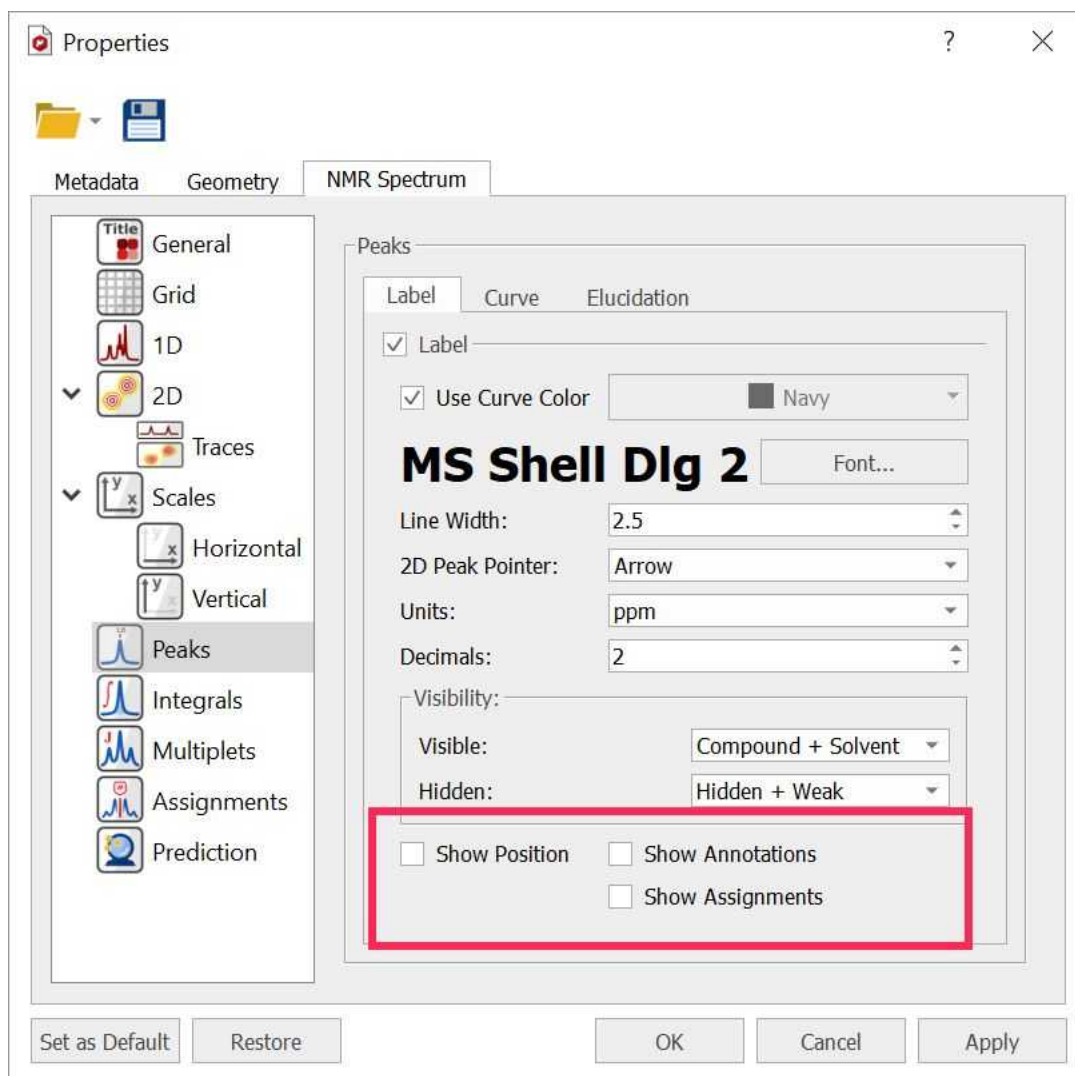 Properties
?
Metadata Geometry NMR Spectrum
Title General
Grid
1D
2D
Traces
y x Scales
y x Horizontal
y x Vertical
Peaks
Integrals
J Multiplets
Assignments
Prediction
Peaks
Label Curve Elucidation
Label
Use Curve Color Navy
MS Shell Dlg 2 Font...
Line Width: 2.5
2D Peak Pointer: Arrow
Units: ppm
Decimals: 2
Visibility:
Visible: Compound + Solvent
Hidden: Hidden + Weak
Show Position Show Annotations
Show Assignments
Set as Default Restore OK Cancel Apply